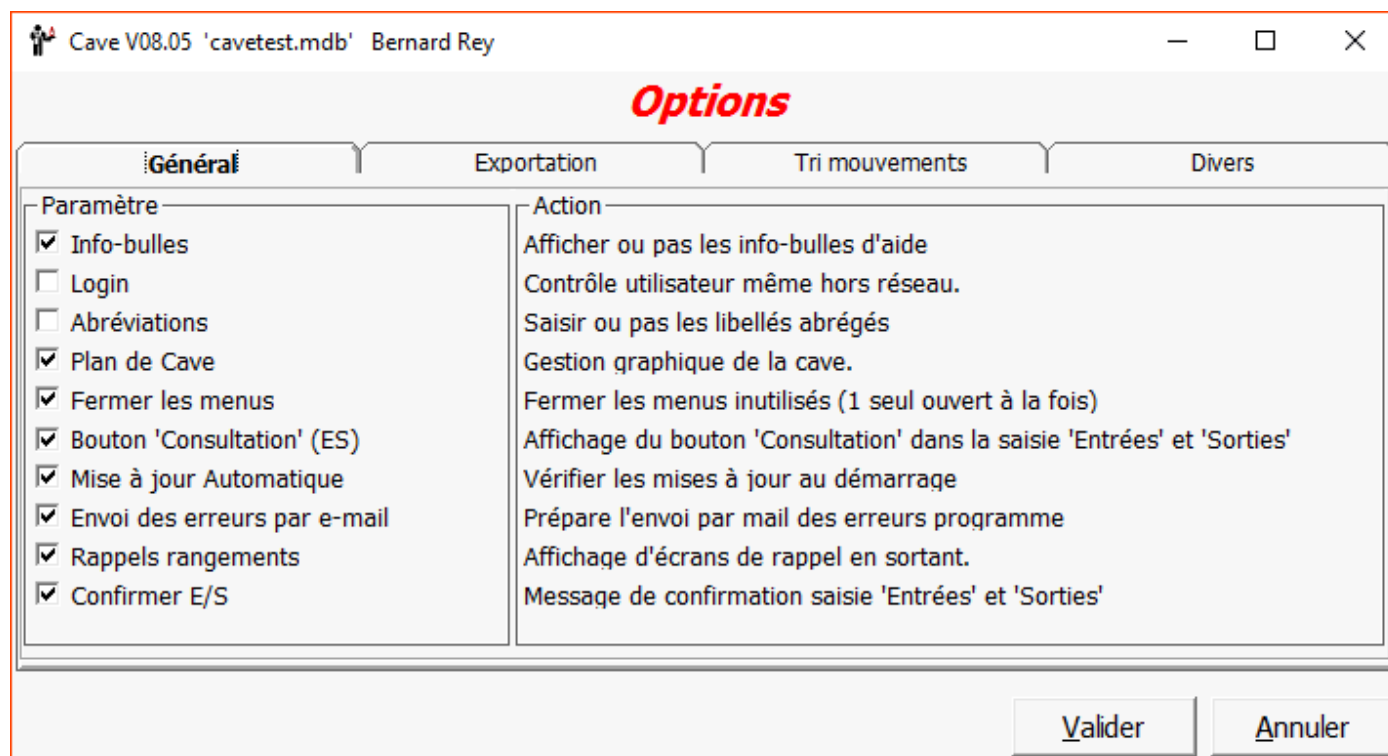 Cave V08.05 'cavetest.mdb' Bernard Rey
Options
Général Exportation Tri mouvements Divers
Paramètre Action
Info-bulles Afficher ou pas les info-bulles d'aide
Login Contrôle utilisateur même hors réseau.
Abréviations Saisir ou pas les libellés abrégés
Plan de Cave Gestion graphique de la cave.
Fermer les menus Fermer les menus inutilisés (1 seul ouvert à la fois)
Bouton 'Consultation' (ES) Affichage du bouton 'Consultation' dans la saisie 'Entrées' et 'Sorties'
Mise à jour Automatique Vérifier les mises à jour au démarrage
Envoi des erreurs par e-mail Prépare l'envoi par mail des erreurs programme
Rappels rangements Affichage d'écrans de rappel en sortant.
Confirmer E/S Message de confirmation saisie 'Entrées' et 'Sorties'
Valider Annuler